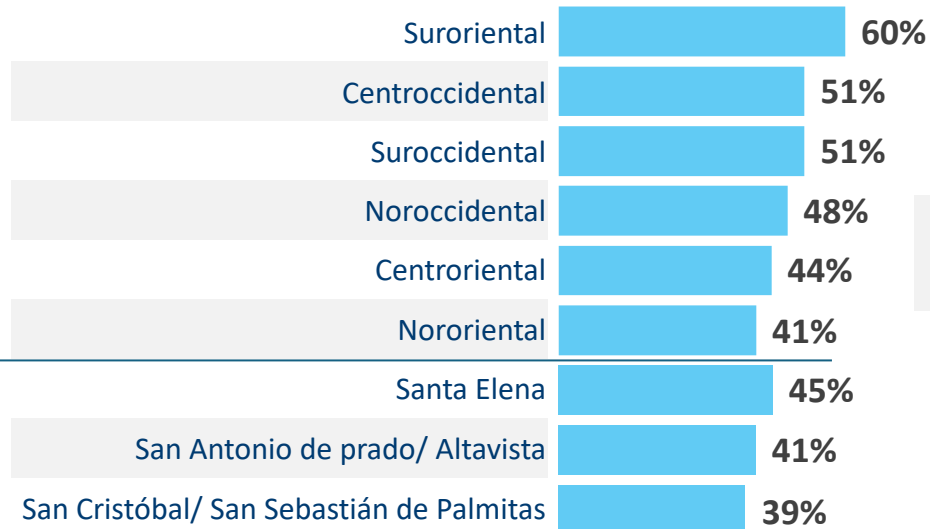 Suroriental 60%
Centroccidental 51%
Suroccidental 51%
Noroccidental 48%
Centroriental 44%
Nororiental 41%
Santa Elena 45%
San Antonio de prado/ Altavista 41%
San Cristóbal/ San Sebastián de Palmitas 39%